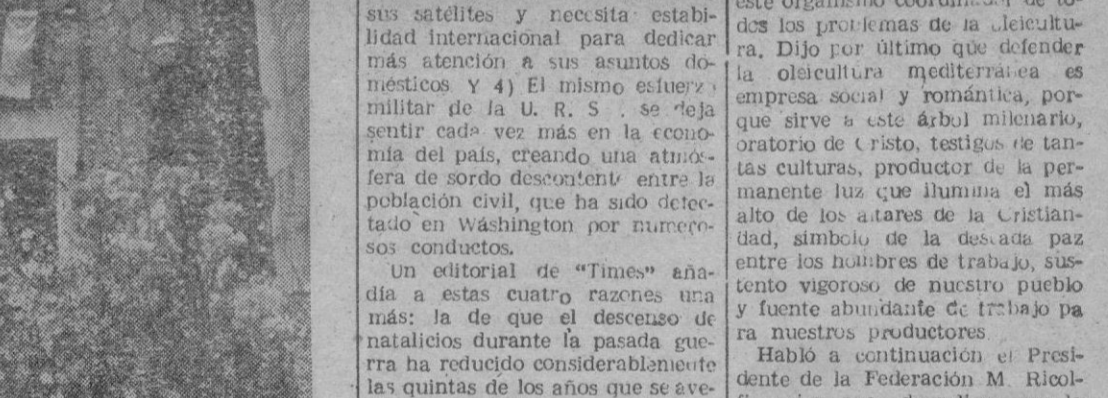 sus satélites y necesita estabi-
lidad internacional para dedicar
más atención a sus asuntos do-
mésticos Y 4) El mismo esfuerzo
militar de la U. R. S . se deja
sentir cada vez más en la econo-
mía del país, creando una atmós-
fera de sordo descontento entre la
población civil, que ha sido detec-
tado en Wáshington por numero-
sos conductos.
Un editorial de “Times” aña-
día a estas cuatro razones una
más: la de que el descenso de
natalicios durante la pasada gue-
rra ha reducido considerablemente
las quintas de los años que se ave-
este organismo coordinador de to-
dos los problemas de la oleicultu-
ra. Dijo por último que defender
la oleicultura mediterránea es
empresa social y romántica, por-
que sirve a este árbol milenario,
oratorio de Cristo, testigos de tan-
tas culturas, productor de la per-
manente luz que ilumina el más
alto de los altares de la Cristian-
dad, símbolo de la deseada paz
entre los hombres de trabajo, sus-
tento vigoroso de nuestro pueblo
y fuente abundante de trabajo pa
ra nuestros productores
Habló a continuación el Presi-
dente de la Federación M. Ricol-